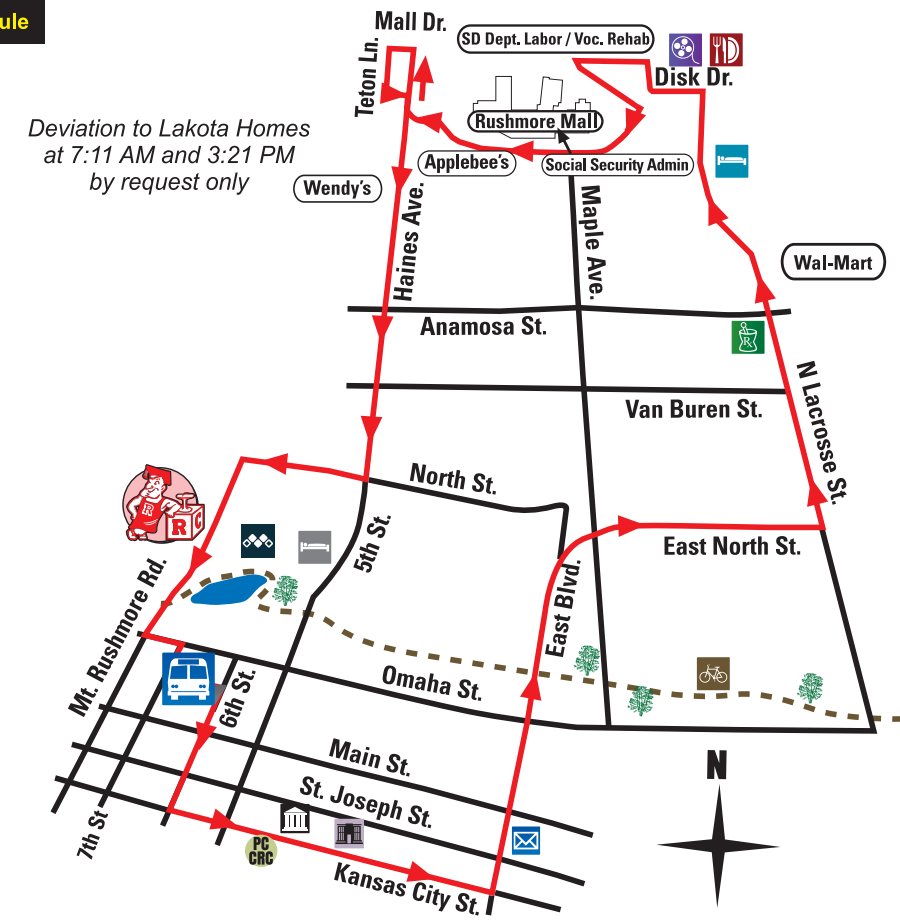 ule
Mall Dr.
Teton Ln.
SD Dept. Labor / Voc. Rehab
Disk Dr.
Deviation to Lakota Homes
at 7:11 AM and 3:21 PM
by request only
Rushmore Mall
Applebee's
Social Security Admin
Wendy's
Haines Ave.
Maple Ave.
Wal-Mart
Anamosa St.
R
Van Buren St.
N Lacrosse St.
North St.
R
R
C
5th St.
East North St.
East Blvd.
Mt. Rushmore Rd.
Omaha St.
6th St.
Main St.
N
St. Joseph St.
7th St
PC
CRC
Kansas City St.